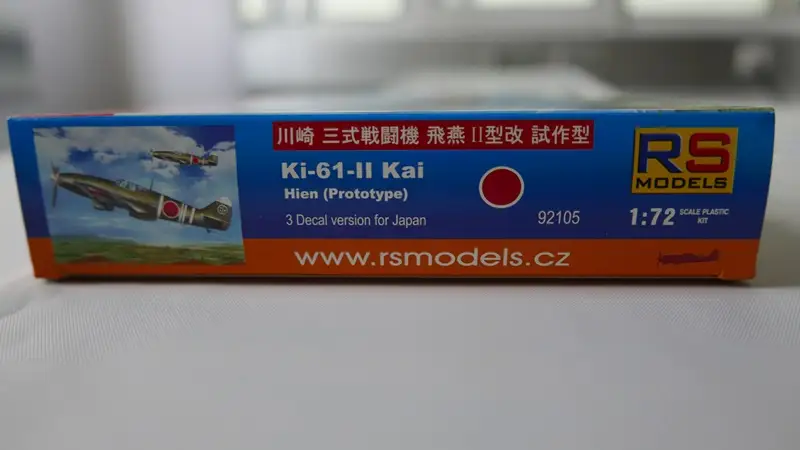 川崎 三式戦闘機 飛燕 II型改 試作型
Ki-61-II Kai
Hien (Prototype)
3 Decal version for Japan
92105
RS
MODELS
1:72 SCALE PLASTIC
KIT
www.rsmodels.cz